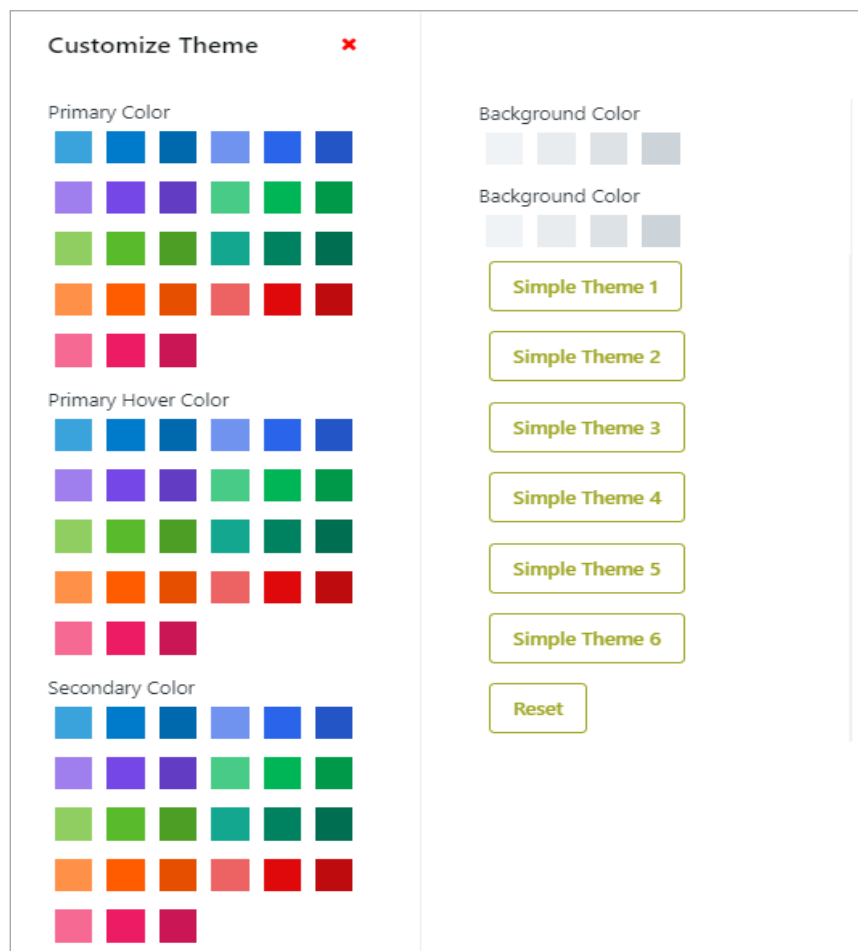 Customize Theme
Primary Color
Primary Hover Color
Secondary Color
Background Color
Background Color
Simple Theme 1
Simple Theme 2
Simple Theme 3
Simple Theme 4
Simple Theme 5
Simple Theme 6
Reset